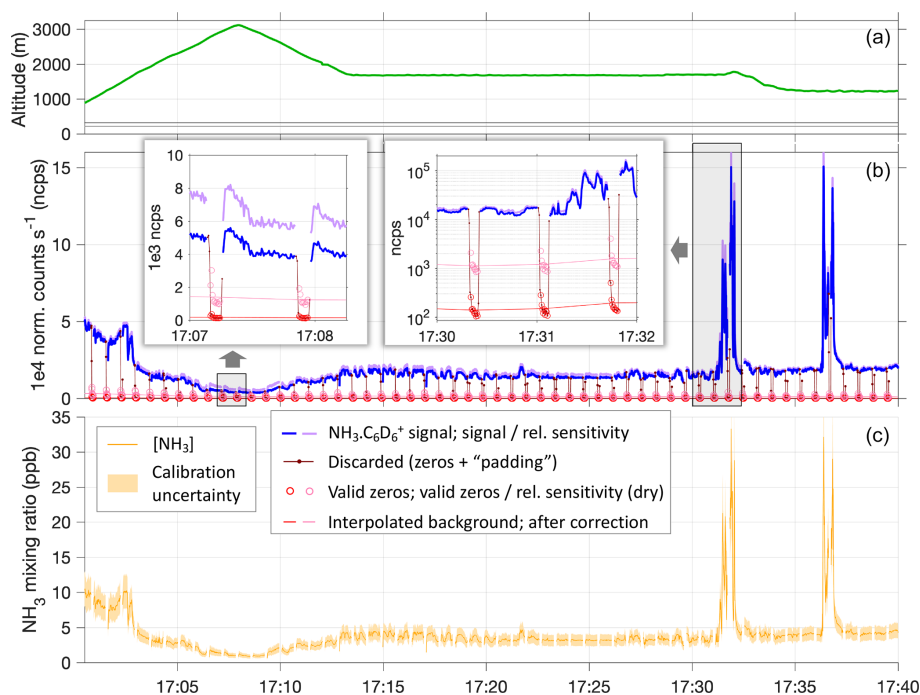 3000
2000
1000
0
Altitude (m)
(a)
15
10
5
0
1e4 norm. counts s⁻¹ (ncps)
(b)
10
8
6
4
2
0
1e3 ncps
17:07
17:08
10⁵
10⁴
10³
10²
ncps
17:30
17:31
17:32
35
30
25
20
15
10
5
0
NH₃ mixing ratio (ppb)
(c)
[NH₃]
Calibration
uncertainty
NH₃.C₆D₆⁺ signal; signal / rel. sensitivity
Discarded (zeros + “padding”)
Valid zeros; valid zeros / rel. sensitivity (dry)
Interpolated background; after correction
17:05
17:10
17:15
17:20
17:25
17:30
17:35
17:40